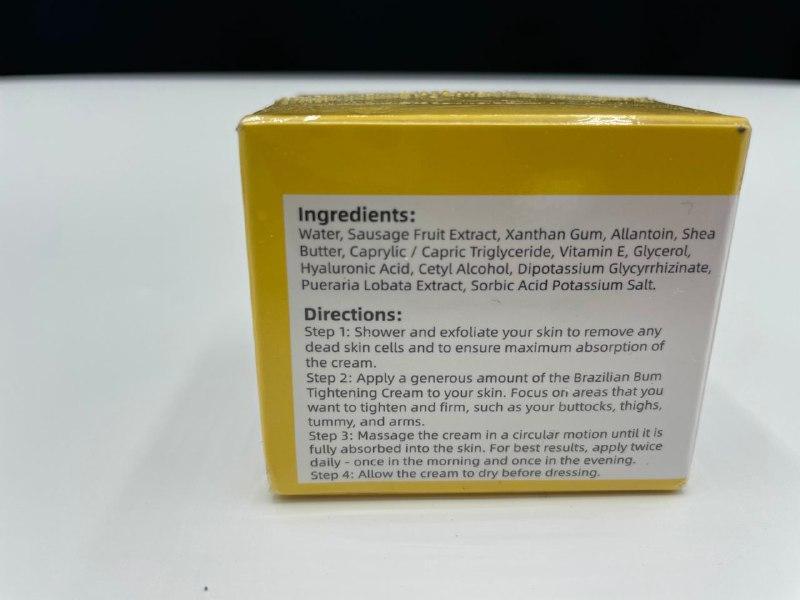 Ingredients:
Water, Sausage Fruit Extract, Xanthan Gum, Allantoin, Shea
Butter, Caprylic / Capric Triglyceride, Vitamin E, Glycerol,
Hyaluronic Acid, Cetyl Alcohol, Dipotassium Glycyrrhizinate,
Pueraria Lobata Extract, Sorbic Acid Potassium Salt.
Directions:
Step 1: Shower and exfoliate your skin to remove any
dead skin cells and to ensure maximum absorption of
the cream.
Step 2: Apply a generous amount of the Brazilian Bum
Tightening Cream to your skin. Focus on areas that you
want to tighten and firm, such as your buttocks, thighs,
tummy, and arms.
Step 3: Massage the cream in a circular motion until it is
fully absorbed into the skin. For best results, apply twice
daily - once in the morning and once in the evening.
Step 4: Allow the cream to dry before dressing.